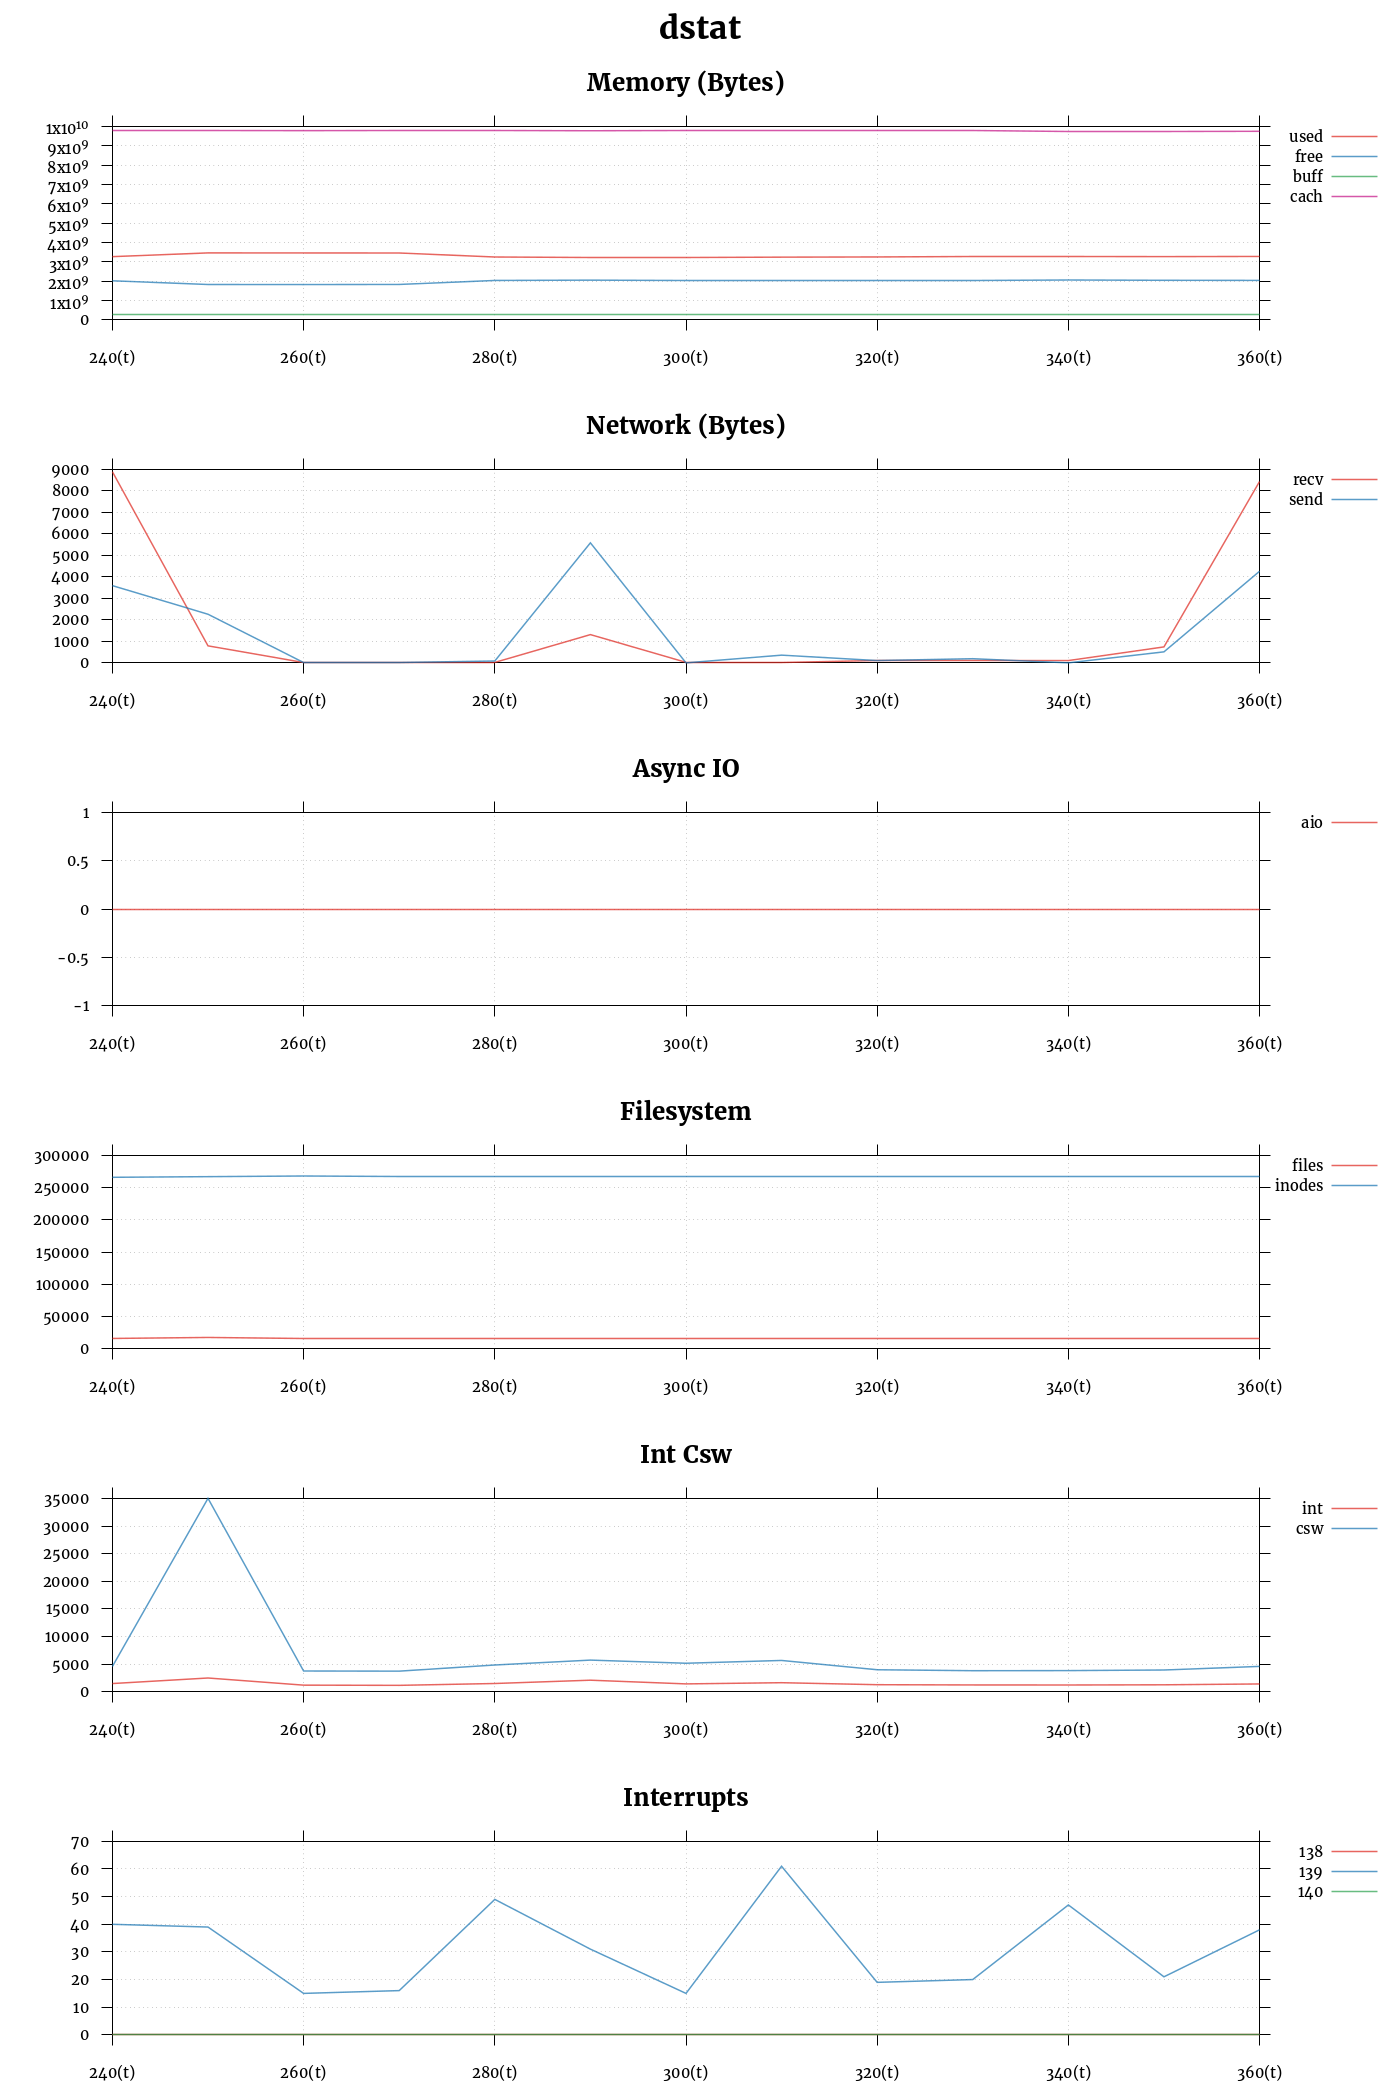 dstat
Memory (Bytes)
1x10¹⁰
9x10⁹
8x10⁹
7x10⁹
6x10⁹
5x10⁹
4x10⁹
3x10⁹
2x10⁹
1x10⁹
0
used
free
buff
cach
240(t) 260(t) 280(t) 300(t) 320(t) 340(t) 360(t)
Network (Bytes)
9000
8000
7000
6000
5000
4000
3000
2000
1000
0
recv
send
240(t) 260(t) 280(t) 300(t) 320(t) 340(t) 360(t)
Async IO
1
0.5
0
-0.5
-1
aio
240(t) 260(t) 280(t) 300(t) 320(t) 340(t) 360(t)
Filesystem
300000
250000
200000
150000
100000
50000
0
files
inodes
240(t) 260(t) 280(t) 300(t) 320(t) 340(t) 360(t)
Int Csw
35000
30000
25000
20000
15000
10000
5000
0
int
csw
240(t) 260(t) 280(t) 300(t) 320(t) 340(t) 360(t)
Interrupts
70
60
50
40
30
20
10
0
138
139
140
240(t) 260(t) 280(t) 300(t) 320(t) 340(t) 360(t)